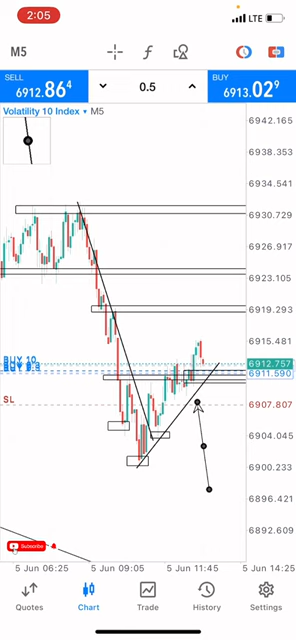 2:05
LTE
M5
SELL
6912.86⁴
0.5
BUY
6913.02⁹
Volatility 10 Index • M5
6942.165
6938.353
6934.541
6930.729
6926.917
6923.105
6919.293
6915.481
6912.757
6911.590
BUY 10
SL
6907.807
6904.045
6900.233
6896.421
6892.609
Subscribe
5 Jun 06:25
5 Jun 09:05
5 Jun 11:45
5 Jun 14:25
Quotes
Chart
Trade
History
Settings